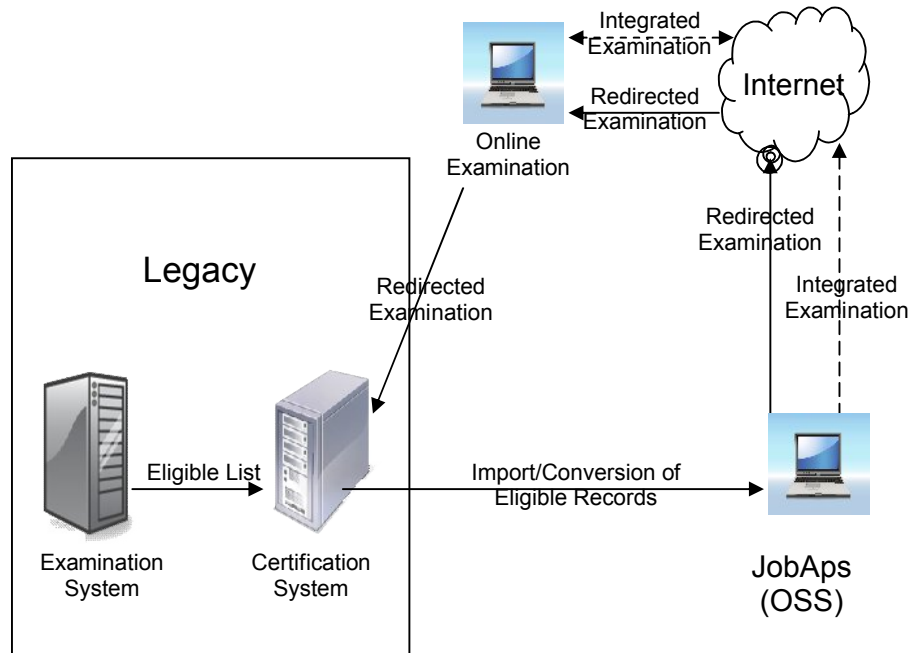 Integrated
Examination
Internet
Redirected
Examination
Online
Examination
Redirected
Examination
Legacy
Integrated
Examination
Redirected
Examination
Eligible List
Import/Conversion of
Eligible Records
Examination
System
Certification
System
JobAps
(OSS)